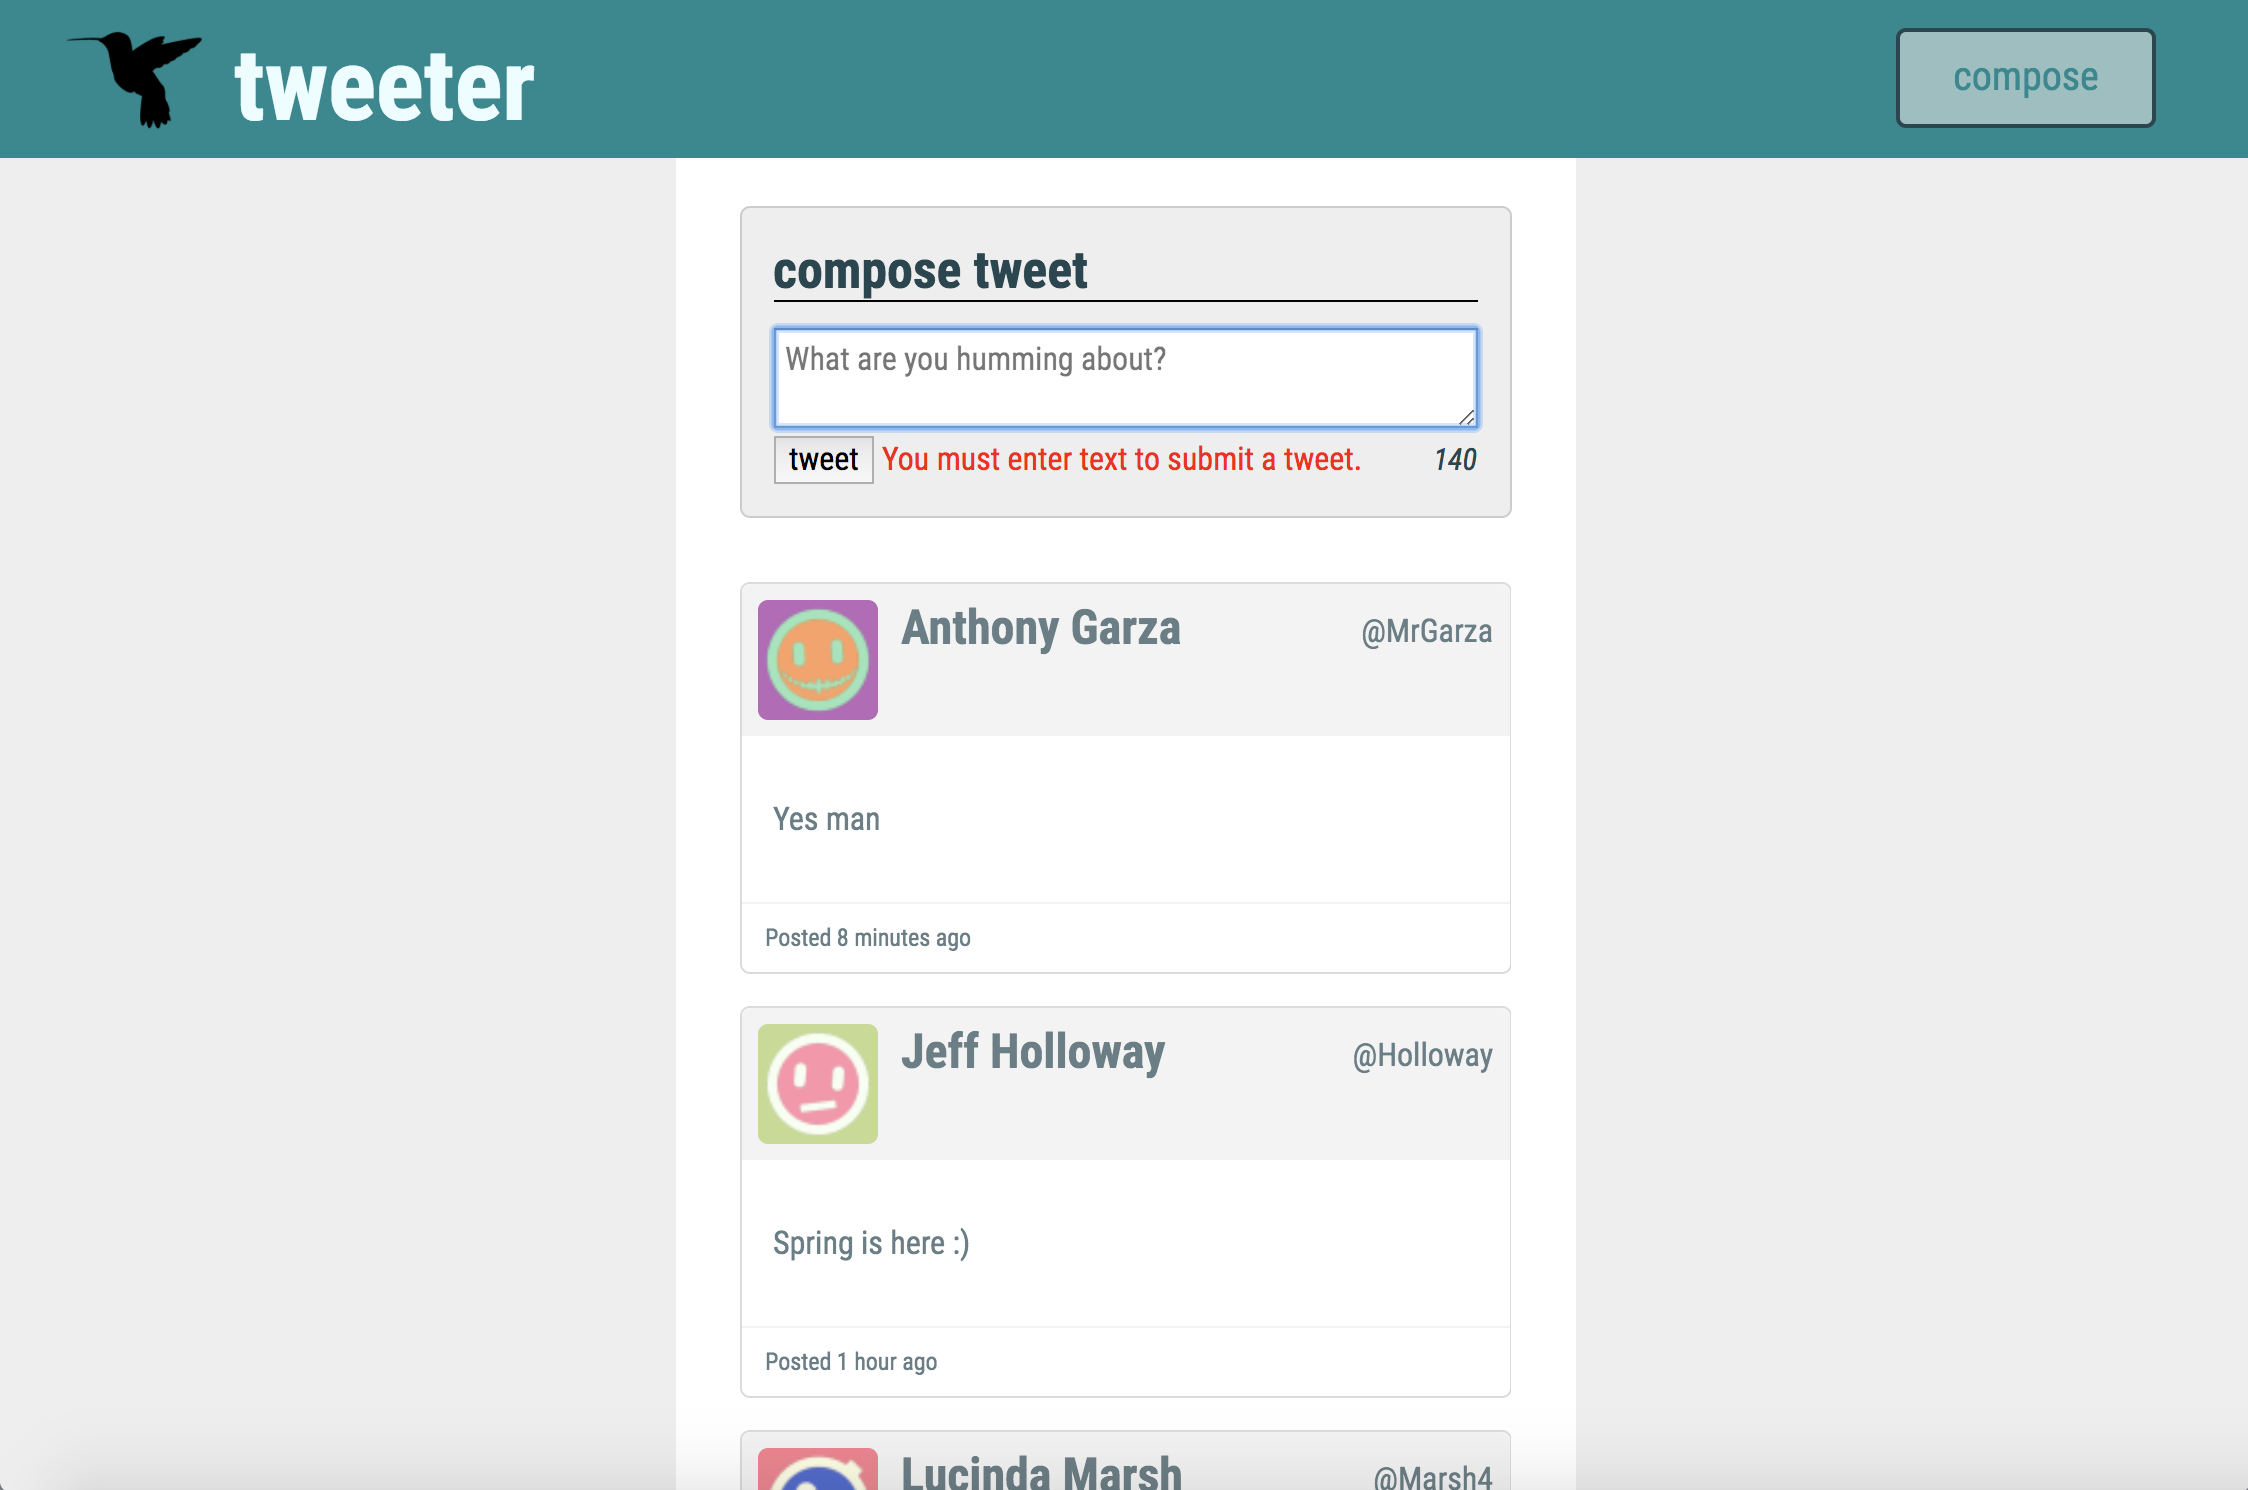 tweeter
compose
compose tweet
What are you humming about?
tweet You must enter text to submit a tweet. 140
Anthony Garza @MrGarza
Yes man
Posted 8 minutes ago
Jeff Holloway @Holloway
Spring is here :)
Posted 1 hour ago
Lucinda Marsh @Marsh4